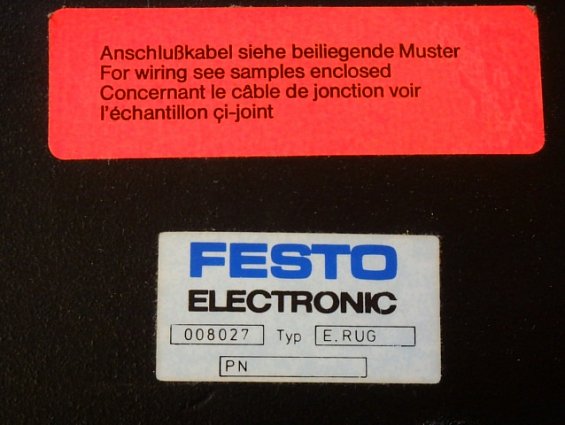 Anschlußkabel siehe beiliegende Muster
For wiring see samples enclosed
Concernant le câble de jonction voir
l'échantillon çi-joint
FESTO
ELECTRONIC
008027 Typ E.RUG
PN